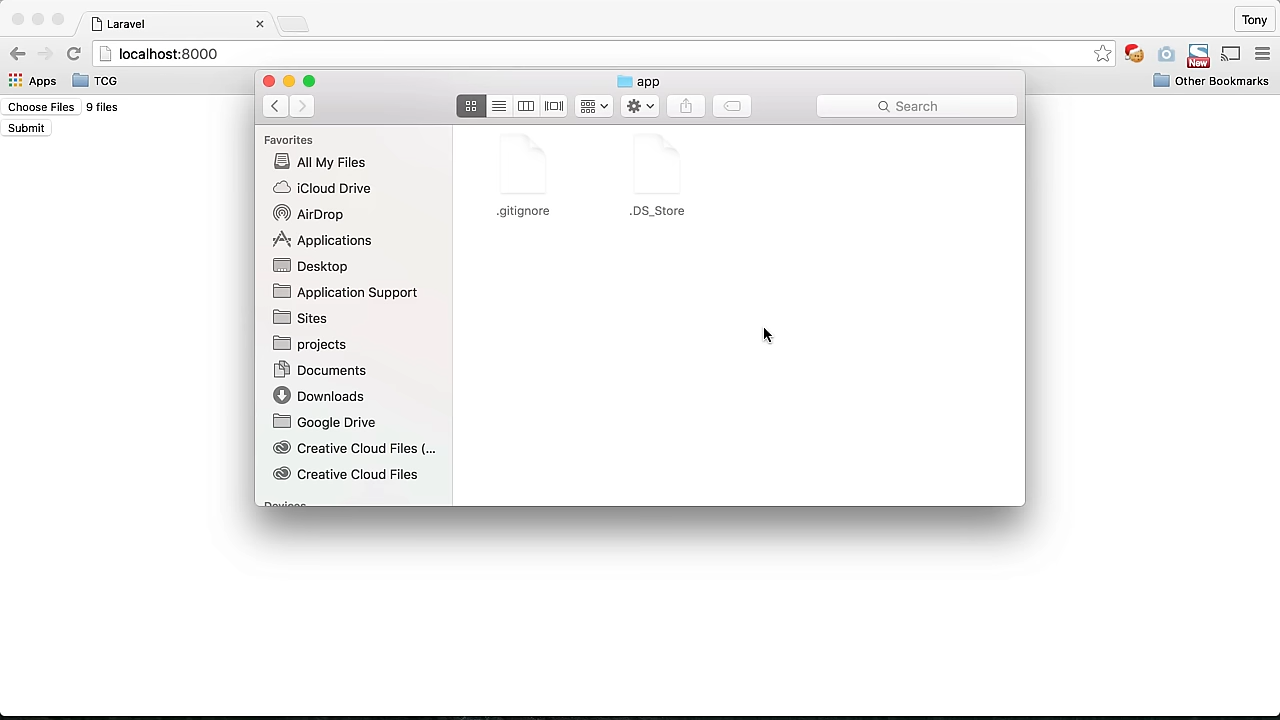 Laravel
Tony
localhost:8000
New
Apps
TCG
Other Bookmarks
Choose Files 9 files
Submit
app
Search
Favorites
All My Files
iCloud Drive
AirDrop
Applications
Desktop
Application Support
Sites
projects
Documents
Downloads
Google Drive
Creative Cloud Files (...
Creative Cloud Files
Devices
.gitignore
.DS_Store